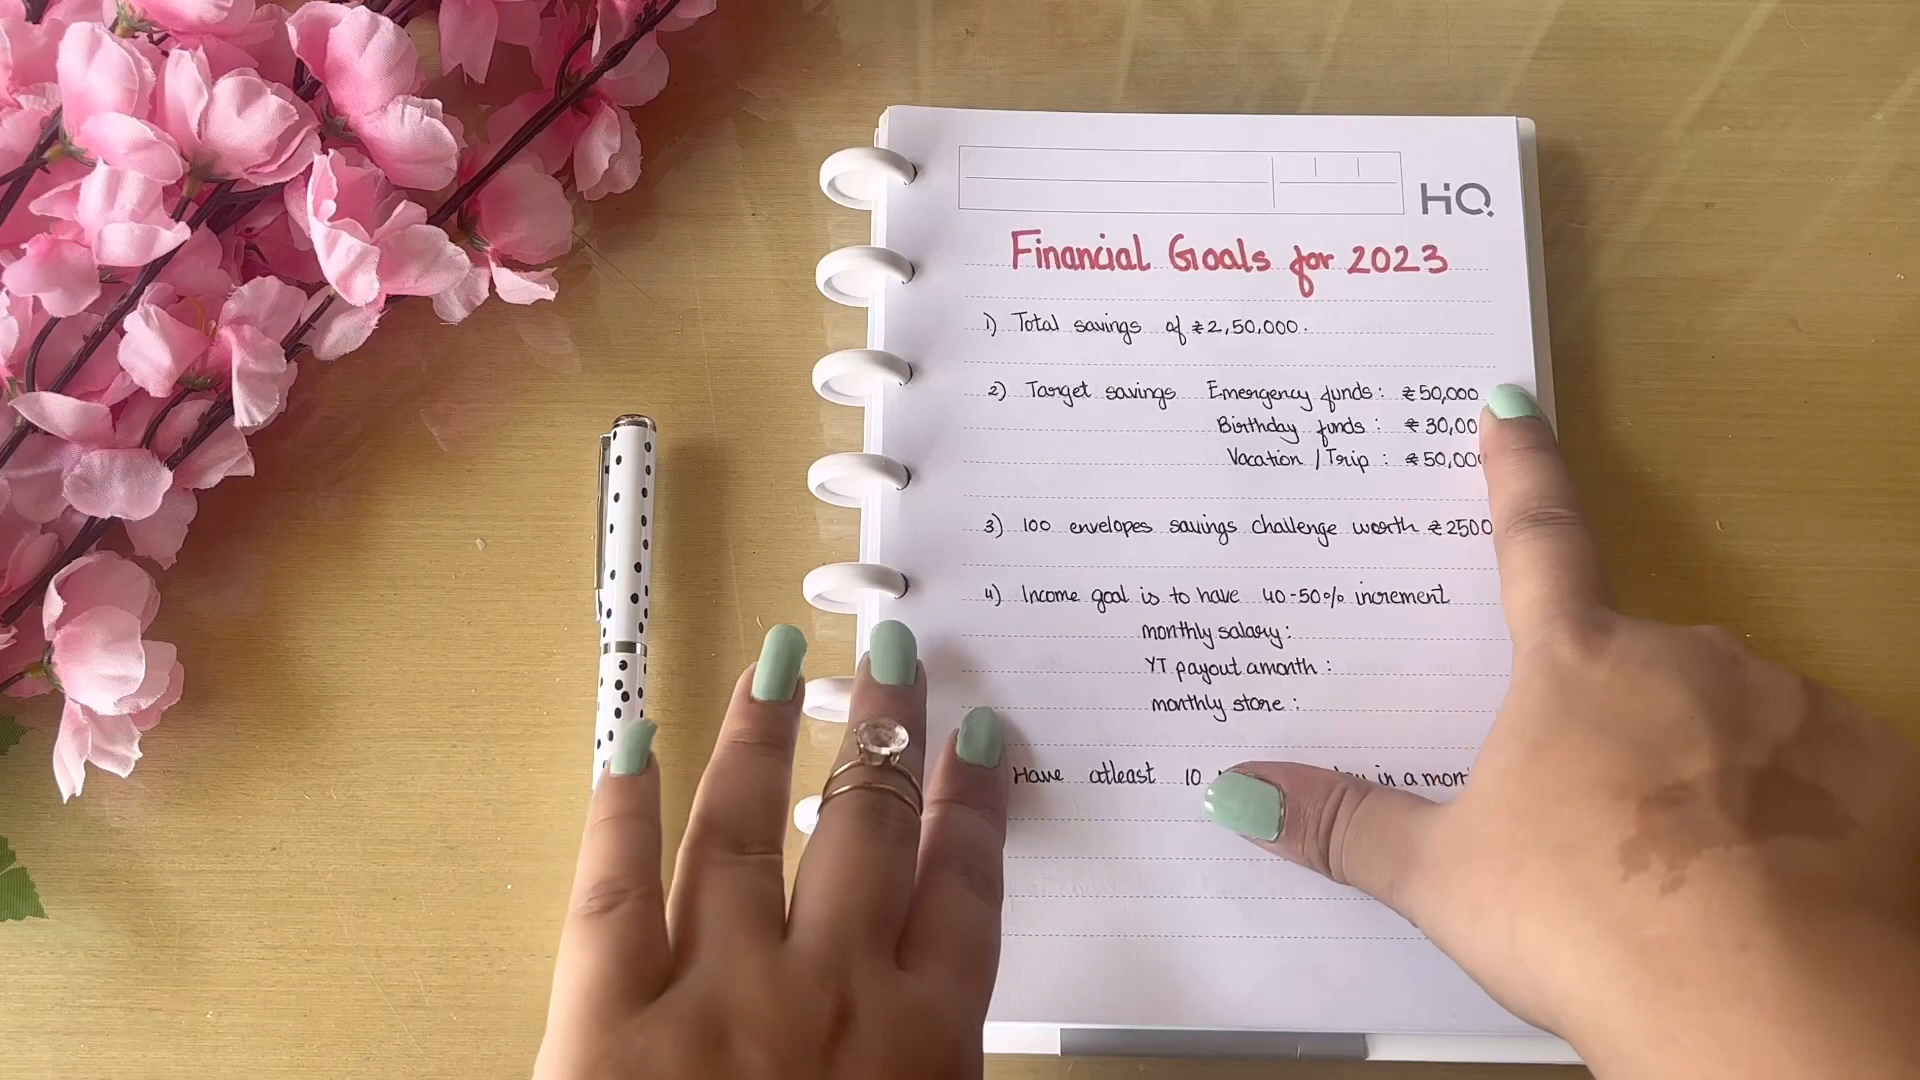 HQ
Financial Goals for 2023
1) Total savings of ₹2,50,000.
2) Target savings Emergency funds: ₹50,000
Birthday funds: ₹30,00
Vacation / Trip : ₹50,00
3) 100 envelopes savings challenge worth ₹2500
4) Income goal is to have 40-50% increment
monthly salary:
YT payout a month :
monthly store :
Have atleast 10 in a mont